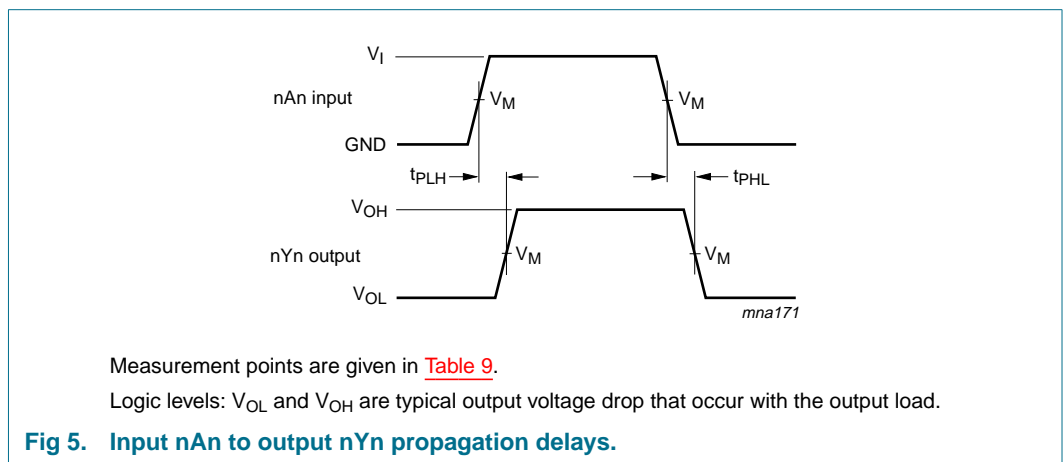 VI
nAn input
VM
VM
GND
tPLH
tPHL
VOH
nYn output
VM
VM
VOL
mna171
Measurement points are given in Table 9.
Logic levels: VOL and VOH are typical output voltage drop that occur with the output load.
Fig 5. Input nAn to output nYn propagation delays.